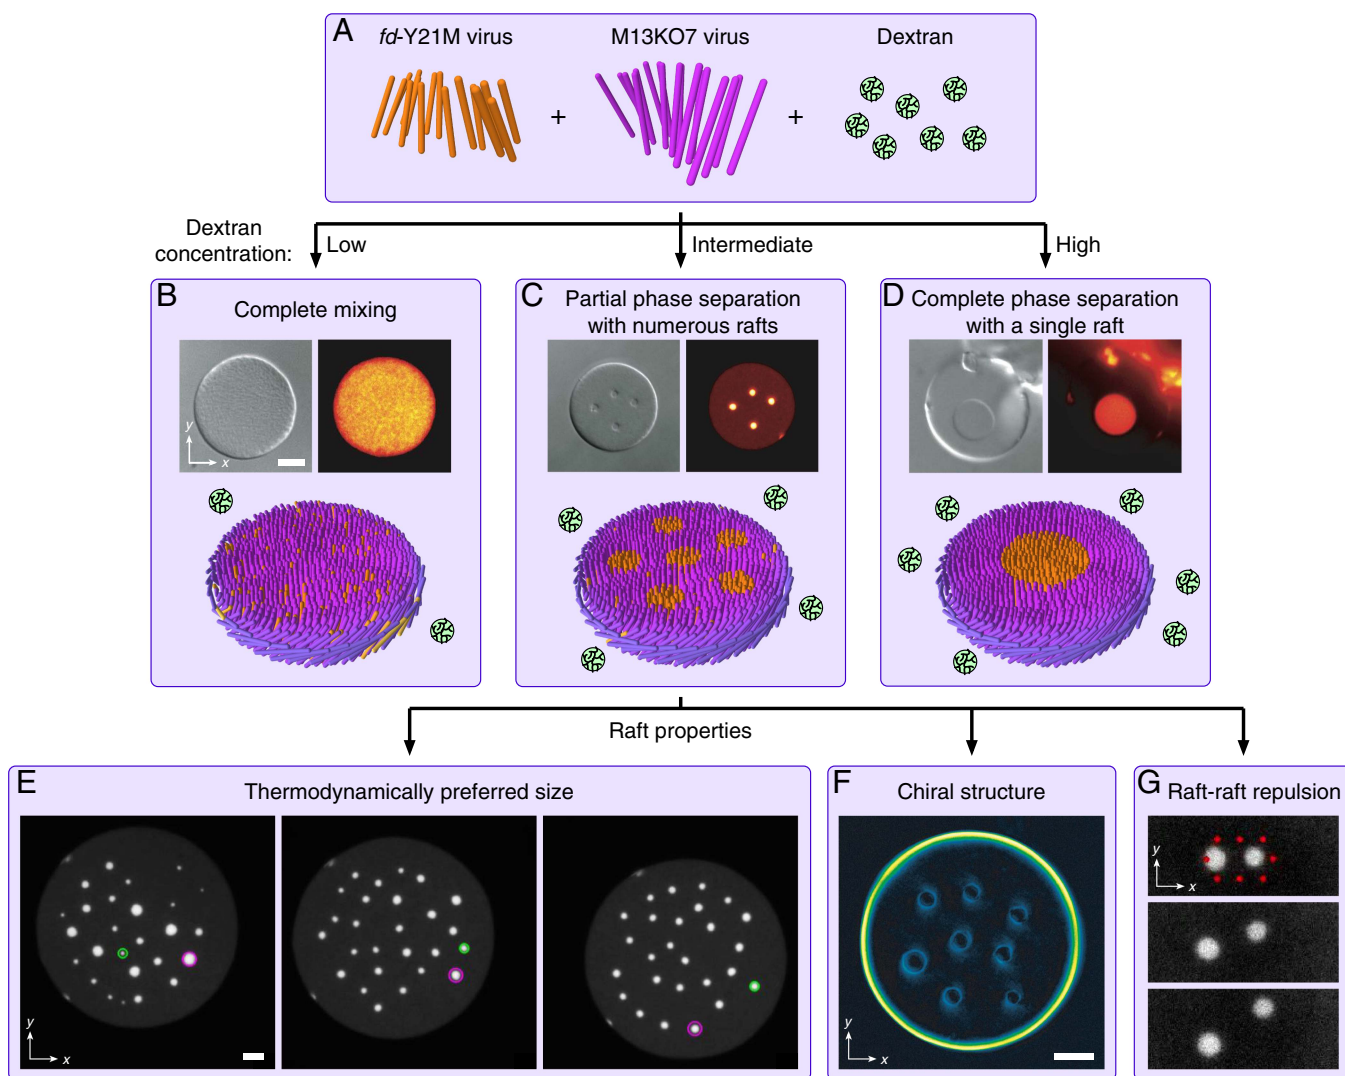 A
fd-Y21M virus
M13KO7 virus
Dextran
+
+
Dextran
concentration:
Low
Intermediate
High
B
Complete mixing
y
x
C
Partial phase separation
with numerous rafts
D
Complete phase separation
with a single raft
Raft properties
E
Thermodynamically preferred size
y
x
F
Chiral structure
G
Raft-raft repulsion
y
x